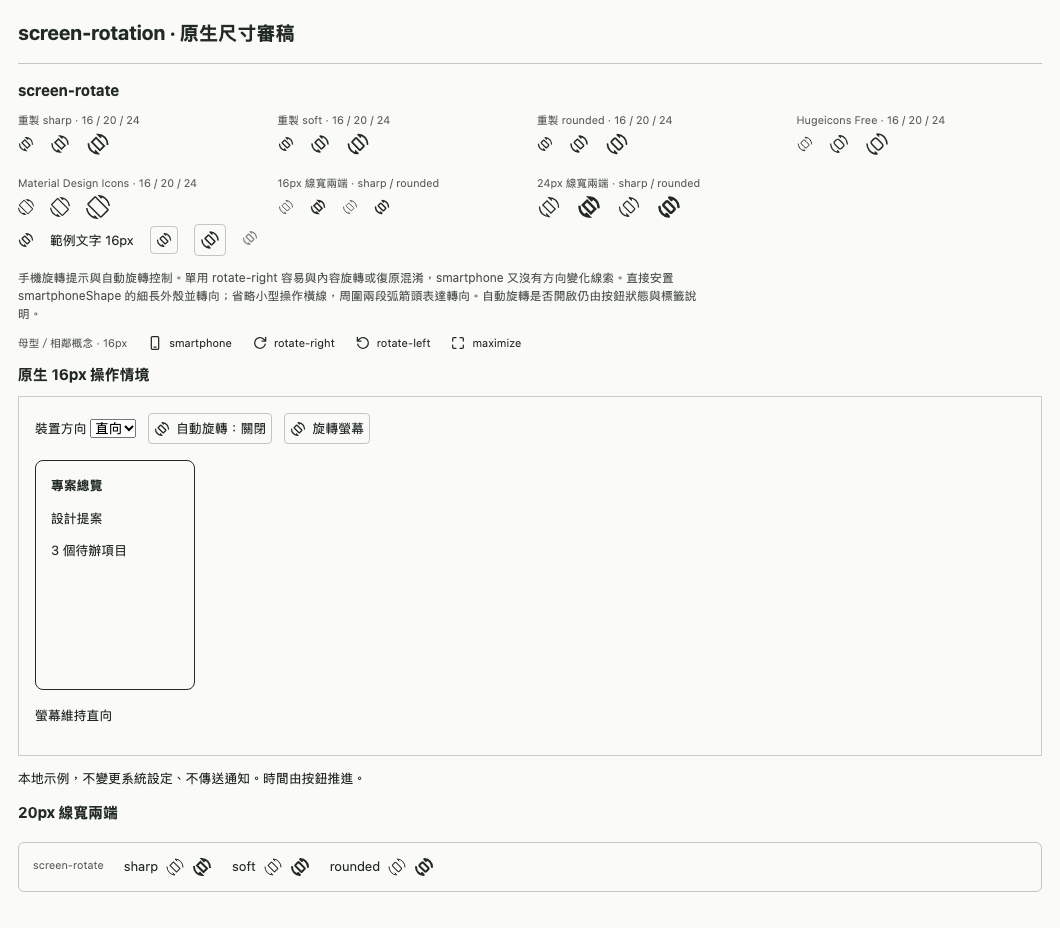 screen-rotation · 原生尺寸審稿
screen-rotate
重製 sharp · 16 / 20 / 24
重製 soft · 16 / 20 / 24
重製 rounded · 16 / 20 / 24
Hugeicons Free · 16 / 20 / 24
Material Design Icons · 16 / 20 / 24
16px 線寬兩端 · sharp / rounded
24px 線寬兩端 · sharp / rounded
範例文字 16px
手機旋轉提示與自動旋轉控制。單用 rotate-right 容易與內容旋轉或復原混淆，smartphone 又沒有方向變化線索。直接安置
smartphoneShape 的細長外殼並轉向；省略小型操作橫線，周圍兩段弧箭頭表達轉向。自動旋轉是否開啟仍由按鈕狀態與標籤說
明。
母型 / 相鄰概念 · 16px
smartphone
rotate-right
rotate-left
maximize
原生 16px 操作情境
裝置方向
直向
自動旋轉：關閉
旋轉螢幕
專案總覽
設計提案
3 個待辦項目
螢幕維持直向
本地示例，不變更系統設定、不傳送通知。時間由按鈕推進。
20px 線寬兩端
screen-rotate
sharp
soft
rounded